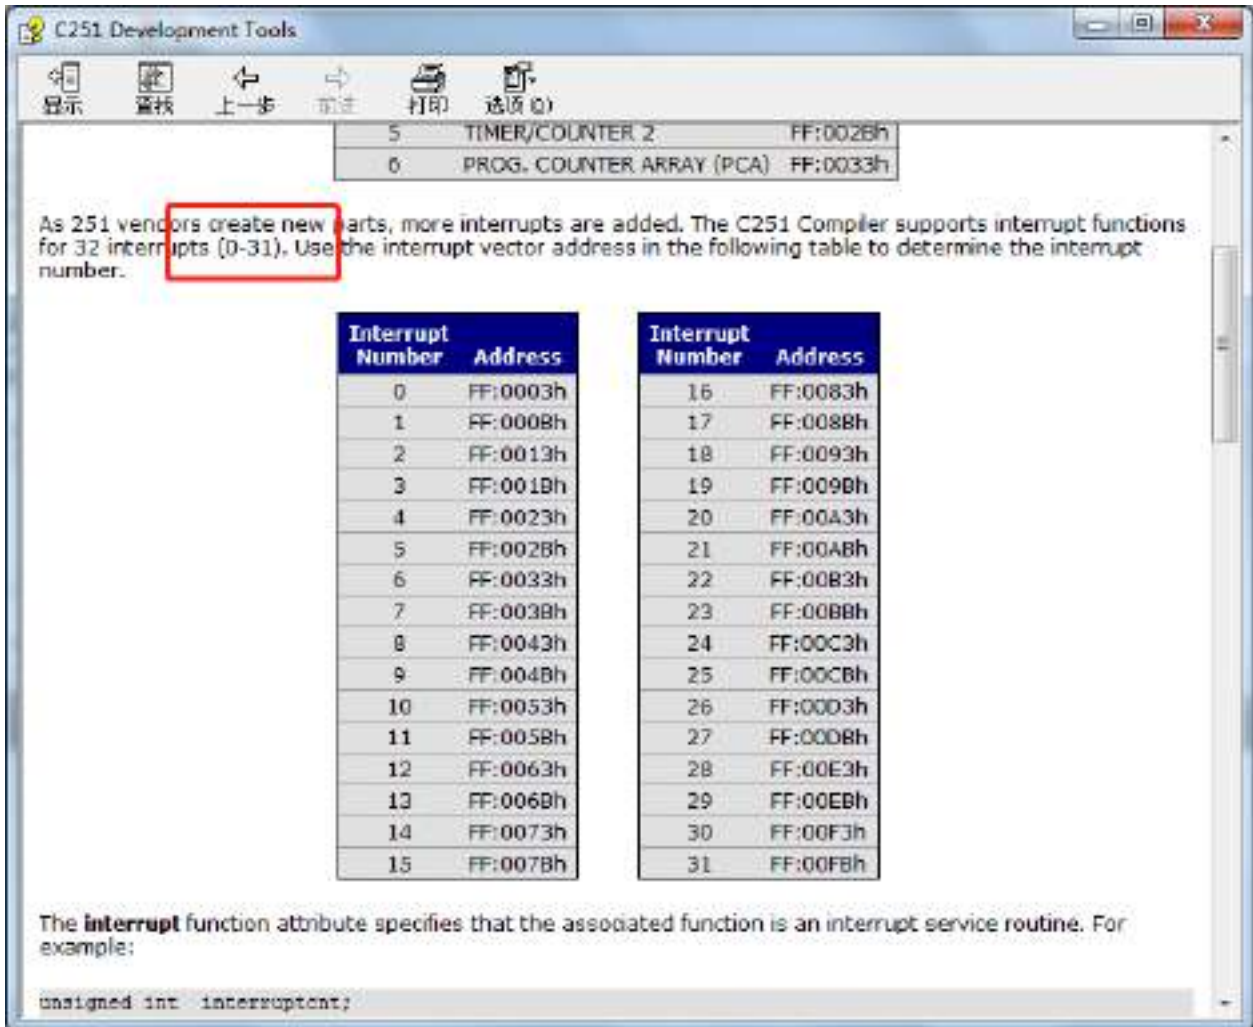 C251 Development Tools
显示 查找 上一步 前进 打印 选项(O)
5 TIMER/COUNTER 2 FF:002Bh
6 PROG. COUNTER ARRAY (PCA) FF:0033h
As 251 vendors create new parts, more interrupts are added. The C251 Compiler supports interrupt functions
for 32 interrupts (0-31). Use the interrupt vector address in the following table to determine the interrupt
number.
Interrupt Interrupt
Number Address Number Address
0 FF:0003h 16 FF:0083h
1 FF:000Bh 17 FF:008Bh
2 FF:0013h 18 FF:0093h
3 FF:001Bh 19 FF:009Bh
4 FF:0023h 20 FF:00A3h
5 FF:002Bh 21 FF:00ABh
6 FF:0033h 22 FF:00B3h
7 FF:003Bh 23 FF:00BBh
8 FF:0043h 24 FF:00C3h
9 FF:004Bh 25 FF:00CBh
10 FF:0053h 26 FF:00D3h
11 FF:005Bh 27 FF:00DBh
12 FF:0063h 28 FF:00E3h
13 FF:006Bh 29 FF:00EBh
14 FF:0073h 30 FF:00F3h
15 FF:007Bh 31 FF:00FBh
The interrupt function attribute specifies that the associated function is an interrupt service routine. For
example:
unsigned int interruptcnt;